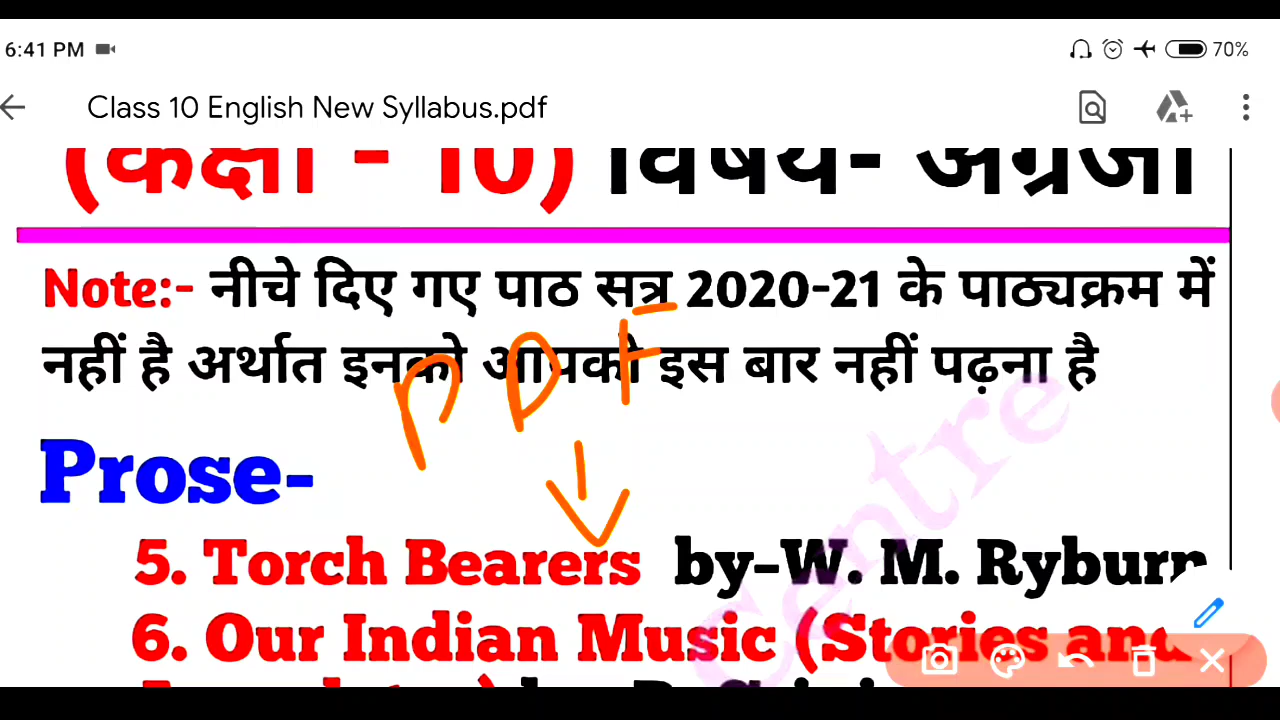 6:41 PM 70%
Class 10 English New Syllabus.pdf
(कक्षा - 10) विषय- अंग्रेजी
Note:- नीचे दिए गए पाठ सत्र 2020-21 के पाठ्यक्रम में
नहीं है अर्थात इनको आपको इस बार नहीं पढ़ना है
PDF
Prose-
5. Torch Bearers by-W. M. Ryburn
6. Our Indian Music (Stories and
Centre